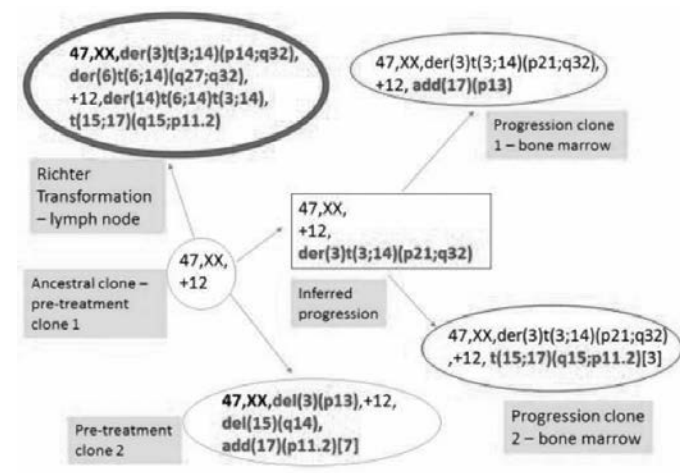 47,XX,der(3)t(3;14)(p14;q32),
der(6)t(6;14)(q27;q32),
+12,der(14)t(6;14)t(3;14),
t(15;17)(q15;p11.2)
47,XX,der(3)t(3;14)(p21;q32),
+12, add(17)(p13)
Progression clone
1 – bone marrow
Richter
Transformation
– lymph node
47,XX,
+12,
der(3)t(3;14)(p21;q32)
47,XX,
+12
Ancestral clone –
pre-treatment
clone 1
Inferred
progression
47,XX,der(3)t(3;14)(p21;q32)
,+12, t(15;17)(q15;p11.2)[3]
47,XX,del(3)(p13),+12,
del(15)(q14),
add(17)(p11.2)[7]
Pre-treatment
clone 2
Progression clone
2 – bone marrow